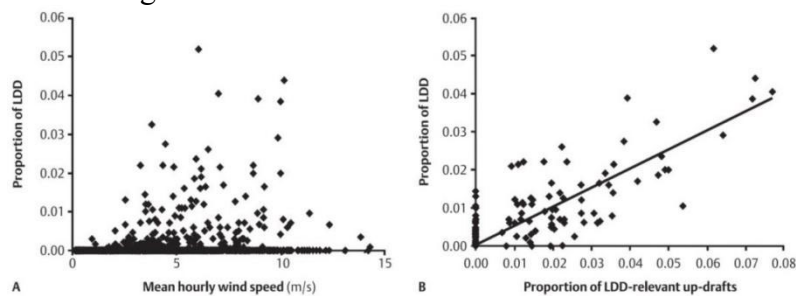 0.06
0.05
0.04
0.03
0.02
0.01
0.00
Proportion of LDD
0 5 10 15
A Mean hourly wind speed (m/s)
0.06
0.05
0.04
0.03
0.02
0.01
0.00
Proportion of LDD
0.00 0.01 0.02 0.03 0.04 0.05 0.06 0.07 0.08
B Proportion of LDD-relevant up-drafts